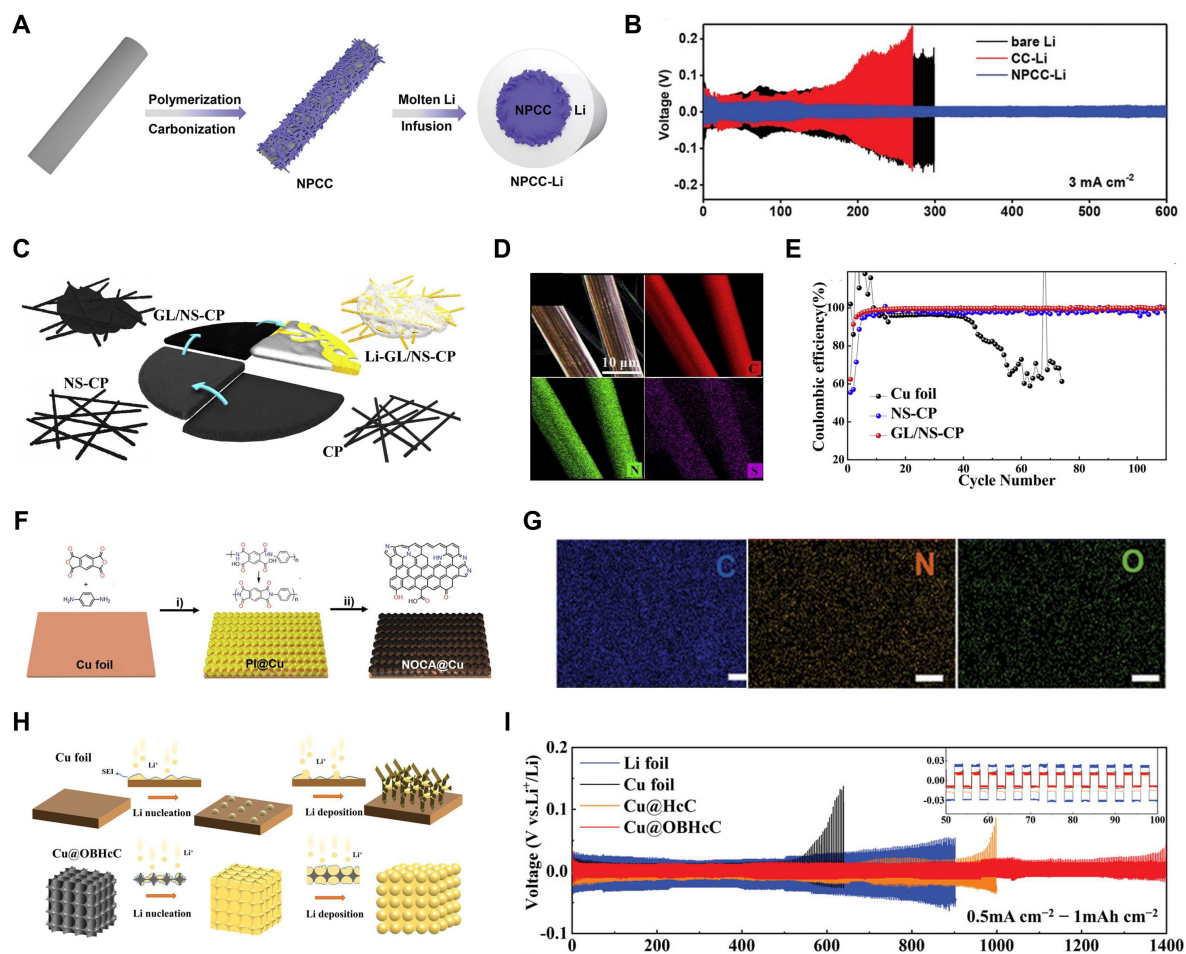 A
Polymerization
Carbonization
NPCC
Molten Li
Infusion
NPCC
Li
NPCC-Li
B
Voltage (V)
0.2
0.1
0.0
-0.1
-0.2
bare Li
CC-Li
NPCC-Li
3 mA cm⁻²
0 100 200 300 400 500 600
C
GL/NS-CP
Li-GL/NS-CP
NS-CP
CP
D
10 μm
C
N
S
E
Coulombic efficiency(%)
100
80
60
40
20
Cu foil
NS-CP
GL/NS-CP
0 20 40 60 80 100
Cycle Number
F
+
H₂N
NH₂
Cu foil
i)
PI@Cu
ii)
OH
HO
O
NOCA@Cu
G
C
N
O
H
Cu foil
SEI
Li⁺
Li nucleation
Li⁺
Li deposition
Cu@OBHcC
Li⁺
Li nucleation
Li⁺
Li deposition
I
Voltage (V vs.Li⁺/Li)
0.2
0.1
0.0
-0.1
Li foil
Cu foil
Cu@HcC
Cu@OBHcC
0.03
0.00
-0.03
50 60 70 80 90 100
0.5mA cm⁻² − 1mAh cm⁻²
0 200 400 600 800 1000 1200 1400